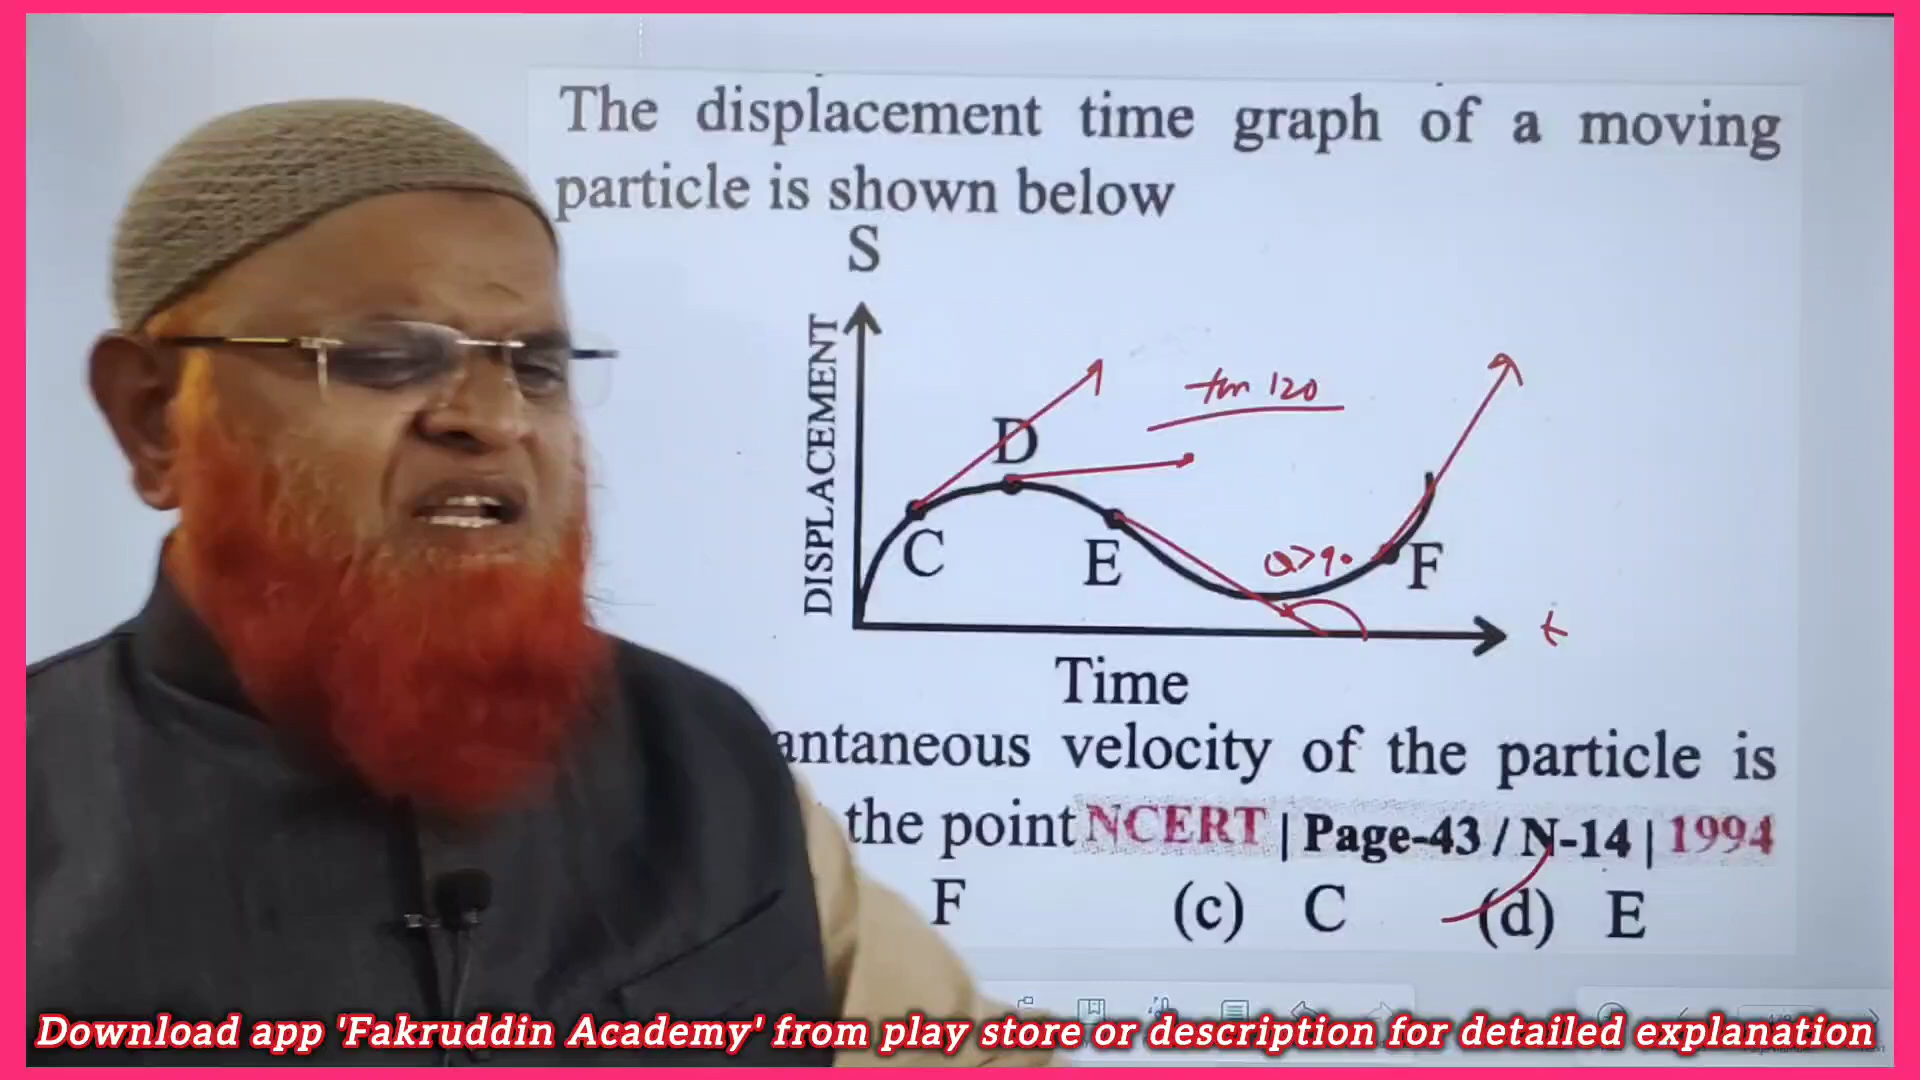 The displacement time graph of a moving
particle is shown below
S
DISPLACEMENT
tan 120
D
C
E
θ>90
F
t
Time
antaneous velocity of the particle is
the point NCERT | Page-43 / N-14 | 1994
F (c) C (d) E
Download app 'Fakruddin Academy' from play store or description for detailed explanation